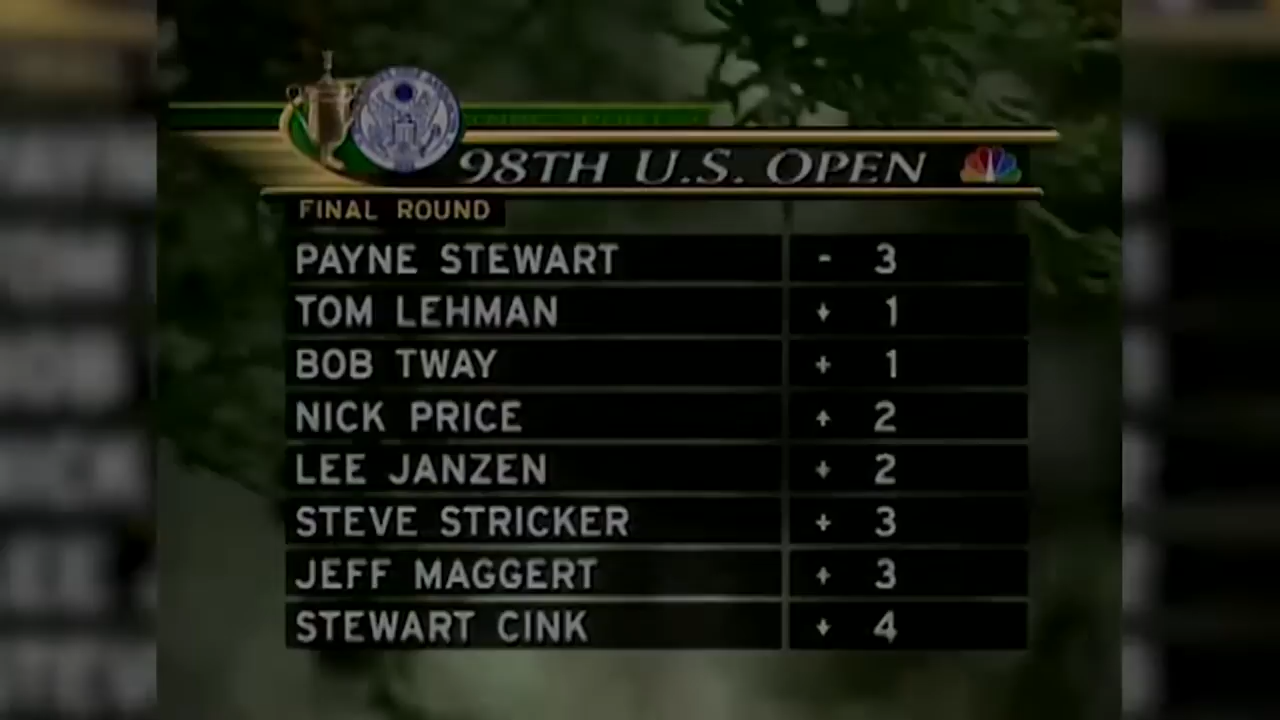 98TH U.S. OPEN
FINAL ROUND
PAYNE STEWART - 3
TOM LEHMAN + 1
BOB TWAY + 1
NICK PRICE + 2
LEE JANZEN + 2
STEVE STRICKER + 3
JEFF MAGGERT + 3
STEWART CINK + 4